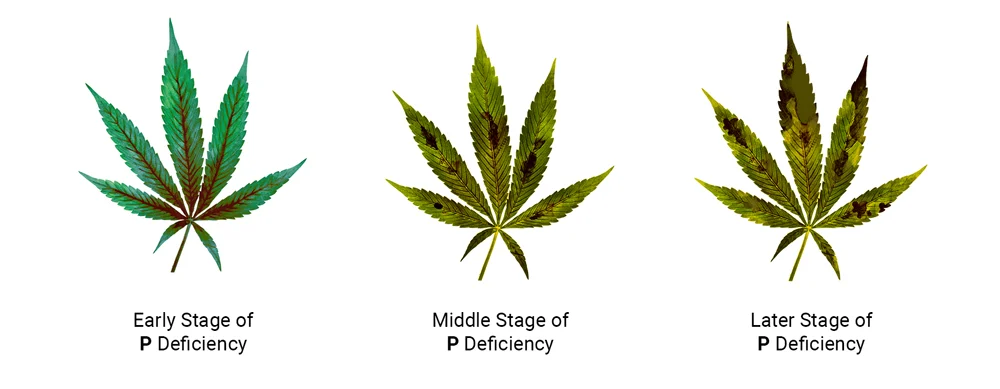 Early Stage of
P Deficiency
Middle Stage of
P Deficiency
Later Stage of
P Deficiency